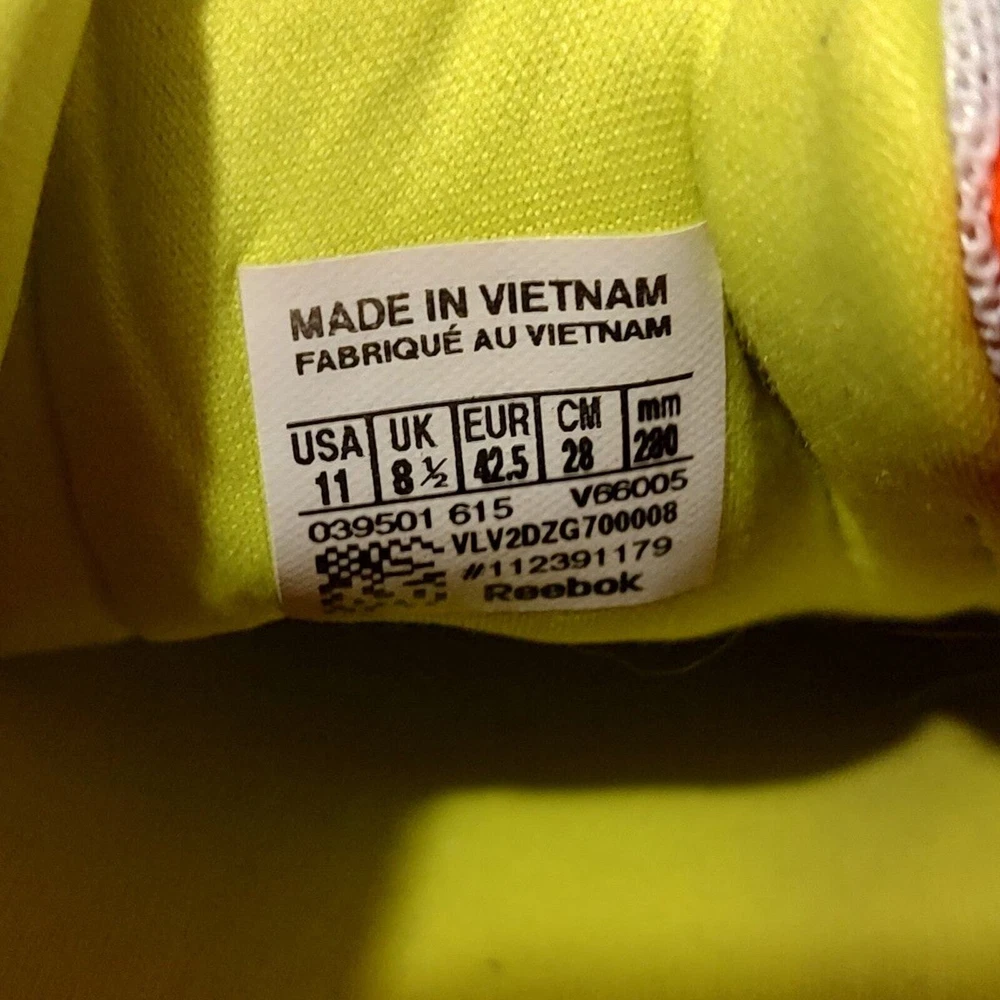 MADE IN VIETNAM
FABRIQUÉ AU VIETNAM
USA UK EUR CM mm
11 8 ½ 42.5 28 280
039501 615 V66005
VLV2DZG700008
#112391179
Reebok